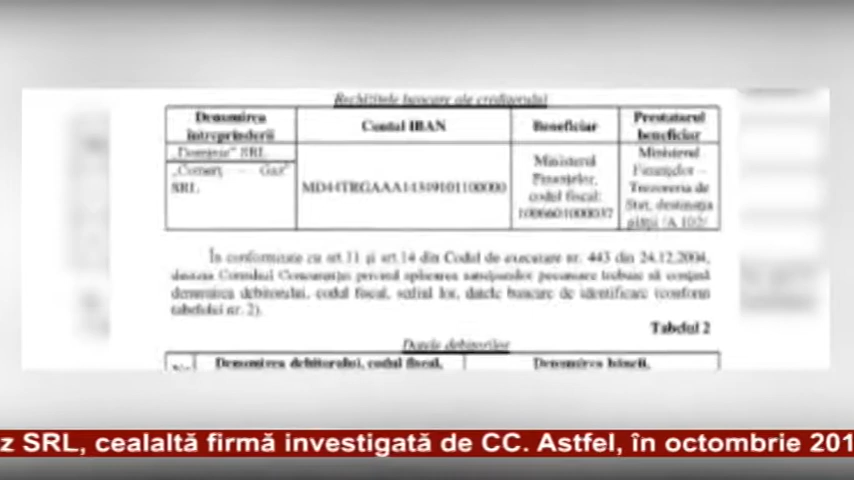 Rechizitele bancare ale creditorului
Denumirea
întreprinderii
Contul IBAN
Beneficiar
Prestatorul
beneficiar
SRL
„Comerț – Gaz”
SRL
MD44TRGAAA14349101100000
Ministerul
Finanțelor,
codul fiscal:
1006601000037
Ministerul
Finanțelor –
Trezoreria de
Stat, destinația
plății
În conformitate cu art.11 și art.14 din Codul de executare nr. 443 din 24.12.2004,
decizia Consiliul Concurenței privind aplicarea sancțiunilor pecuniare trebuie să conțină
denumirea debitorului, codul fiscal, sediul lor, datele bancare de identificare (conform
tabelului nr. 2).
Tabelul 2
Datele debitorilor
Denumirea debitorului, codul fiscal,
Denumirea băncii,
z SRL, cealaltă firmă investigată de CC. Astfel, în octombrie 201